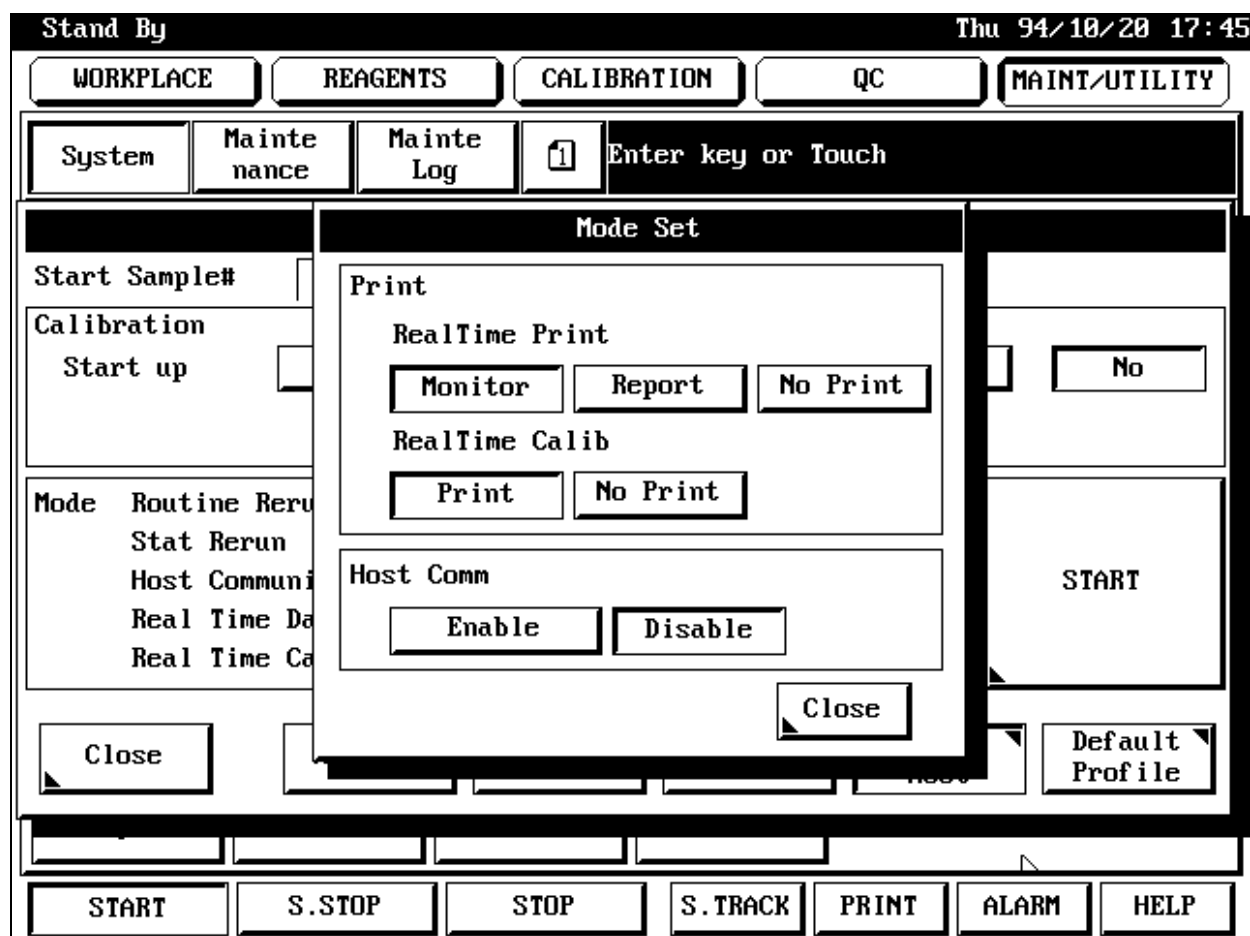 Stand By Thu 94/10/20 17:45
WORKPLACE REAGENTS CALIBRATION QC MAINT/UTILITY
System Mainte nance Mainte Log 1 Enter key or Touch
Mode Set
Start Sample#
Print
Calibration
RealTime Print
Start up
Monitor Report No Print
No
RealTime Calib
Print No Print
Mode Routine Reru
Stat Rerun
Host Communi
Real Time Da
Real Time Ca
Host Comm
Enable Disable
START
Close
Close
Default Profile
START S.STOP STOP S.TRACK PRINT ALARM HELP